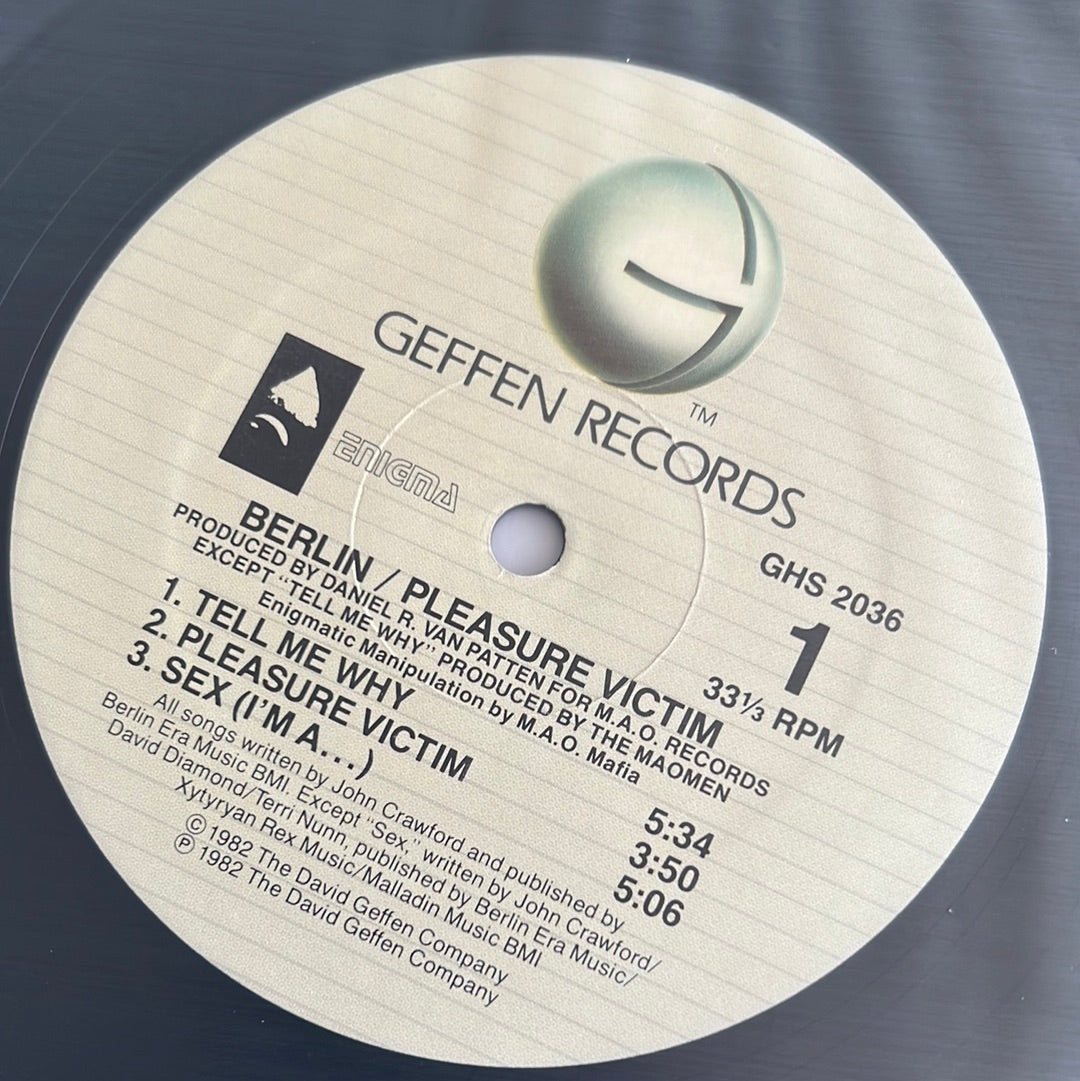 GEFFEN RECORDS
TM
ENIGMA
GHS 2036
1
33⅓ RPM
BERLIN / PLEASURE VICTIM
PRODUCED BY DANIEL R. VAN PATTEN FOR M.A.O. RECORDS
EXCEPT "TELL ME WHY" PRODUCED BY THE MAOMEN
Enigmatic Manipulation by M.A.O. Mafia
1. TELL ME WHY 5:34
2. PLEASURE VICTIM 3:50
3. SEX (I'M A...) 5:06
All songs written by John Crawford and published by
Berlin Era Music BMI. Except "Sex," written by John Crawford/
David Diamond/Terri Nunn, published by Berlin Era Music/
Xytyryan Rex Music/Malladin Music BMI
© 1982 The David Geffen Company
℗ 1982 The David Geffen Company